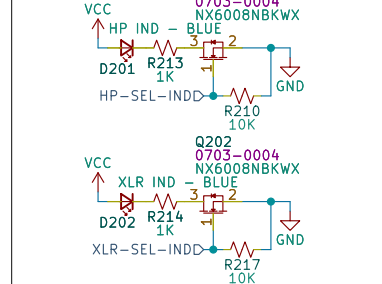 0703-0004
NX6008NBKWX
VCC
HP IND - BLUE
3
2
D201
R213
1K
1
GND
HP-SEL-IND
R210
10K
Q202
0703-0004
NX6008NBKWX
VCC
XLR IND - BLUE
3
2
D202
R214
1K
1
GND
XLR-SEL-IND
R217
10K